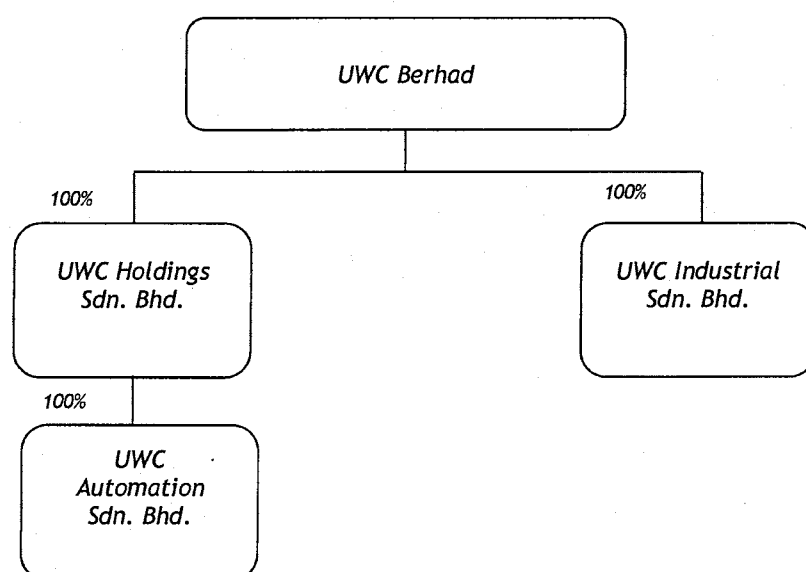 UWC Berhad
100%
100%
UWC Holdings
Sdn. Bhd.
UWC Industrial
Sdn. Bhd.
100%
UWC
Automation
Sdn. Bhd.